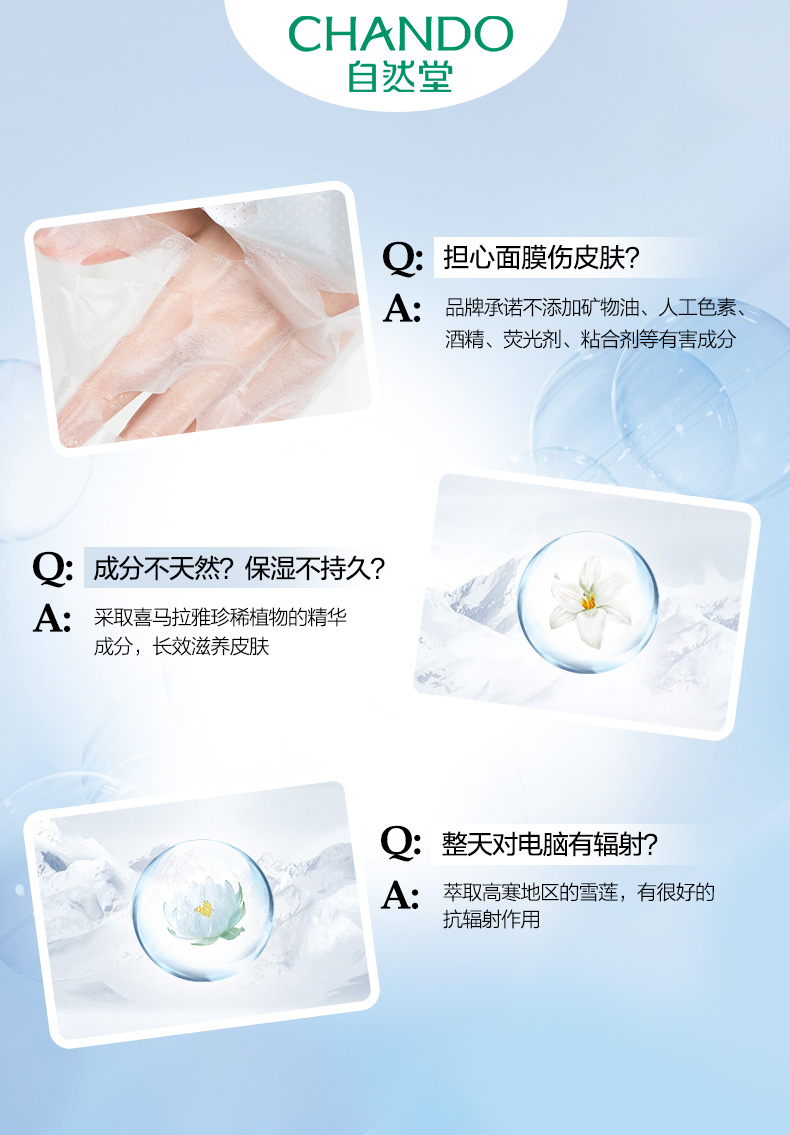 CHANDO
自然堂
Q: 担心面膜伤皮肤?
A: 品牌承诺不添加矿物油、人工色素、
酒精、荧光剂、粘合剂等有害成分
Q: 成分不天然? 保湿不持久?
A: 采取喜马拉雅珍稀植物的精华
成分，长效滋养皮肤
Q: 整天对电脑有辐射?
A: 萃取高寒地区的雪莲，有很好的
抗辐射作用